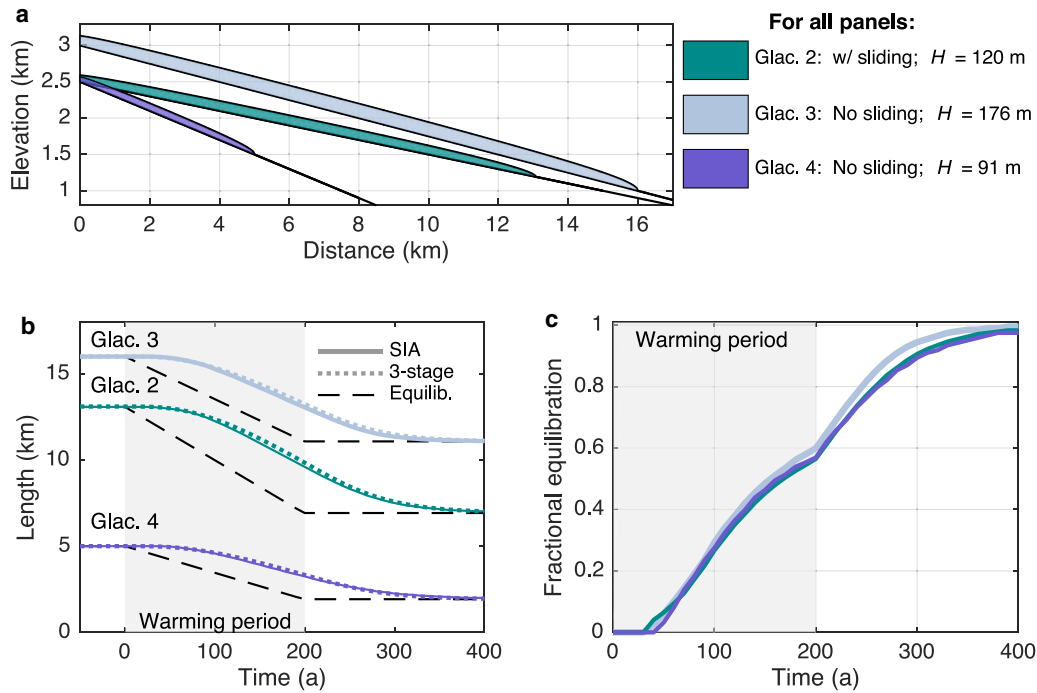 a
Elevation (km)
3
2.5
2
1.5
1
0
2
4
6
8
10
12
14
16
Distance (km)
For all panels:
Glac. 2: w/ sliding; H = 120 m
Glac. 3: No sliding; H = 176 m
Glac. 4: No sliding; H = 91 m
b
Length (km)
15
10
5
0
Glac. 3
Glac. 2
Glac. 4
SIA
3-stage
Equilib.
Warming period
0
100
200
300
400
Time (a)
c
Fractional equilibration
1
0.8
0.6
0.4
0.2
0
Warming period
0
100
200
300
400
Time (a)